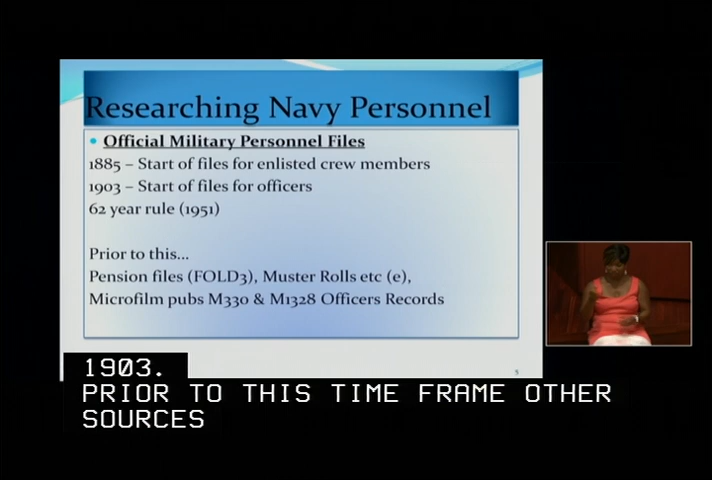 Researching Navy Personnel
• Official Military Personnel Files
1885 – Start of files for enlisted crew members
1903 – Start of files for officers
62 year rule (1951)
Prior to this...
Pension files (FOLD3), Muster Rolls etc (e),
Microfilm pubs M330 & M1328 Officers Records
5
1903.
PRIOR TO THIS TIME FRAME OTHER
SOURCES